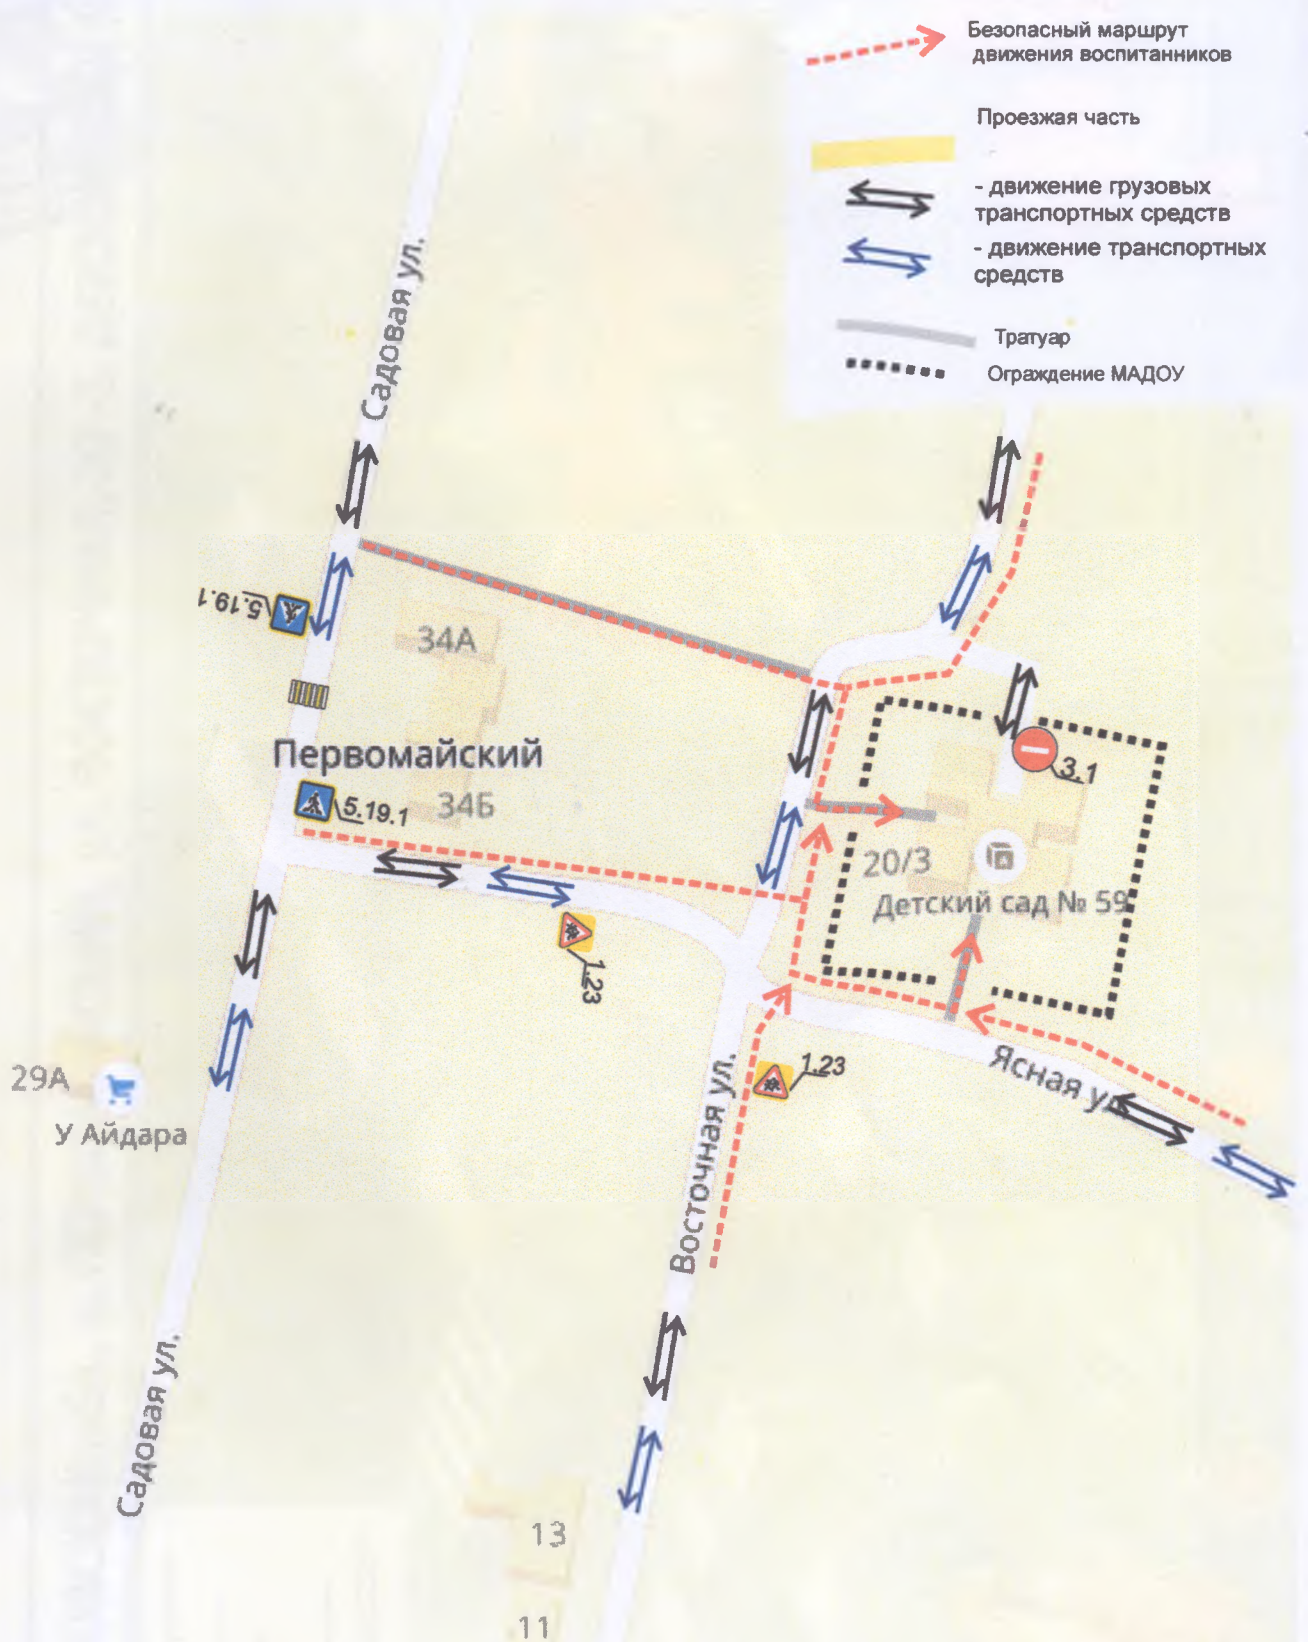 Безопасный маршрут
движения воспитанников
Проезжая часть
- движение грузовых
транспортных средств
- движение транспортных
средств
Тратуар
Ограждение МАДОУ
Садовая ул.
5.19.1
34А
Первомайский
5.19.1
34Б
3.1
20/3
Детский сад № 59
1.23
29А
У Айдара
1.23
Ясная ул.
Восточная ул.
Садовая ул.
13
11